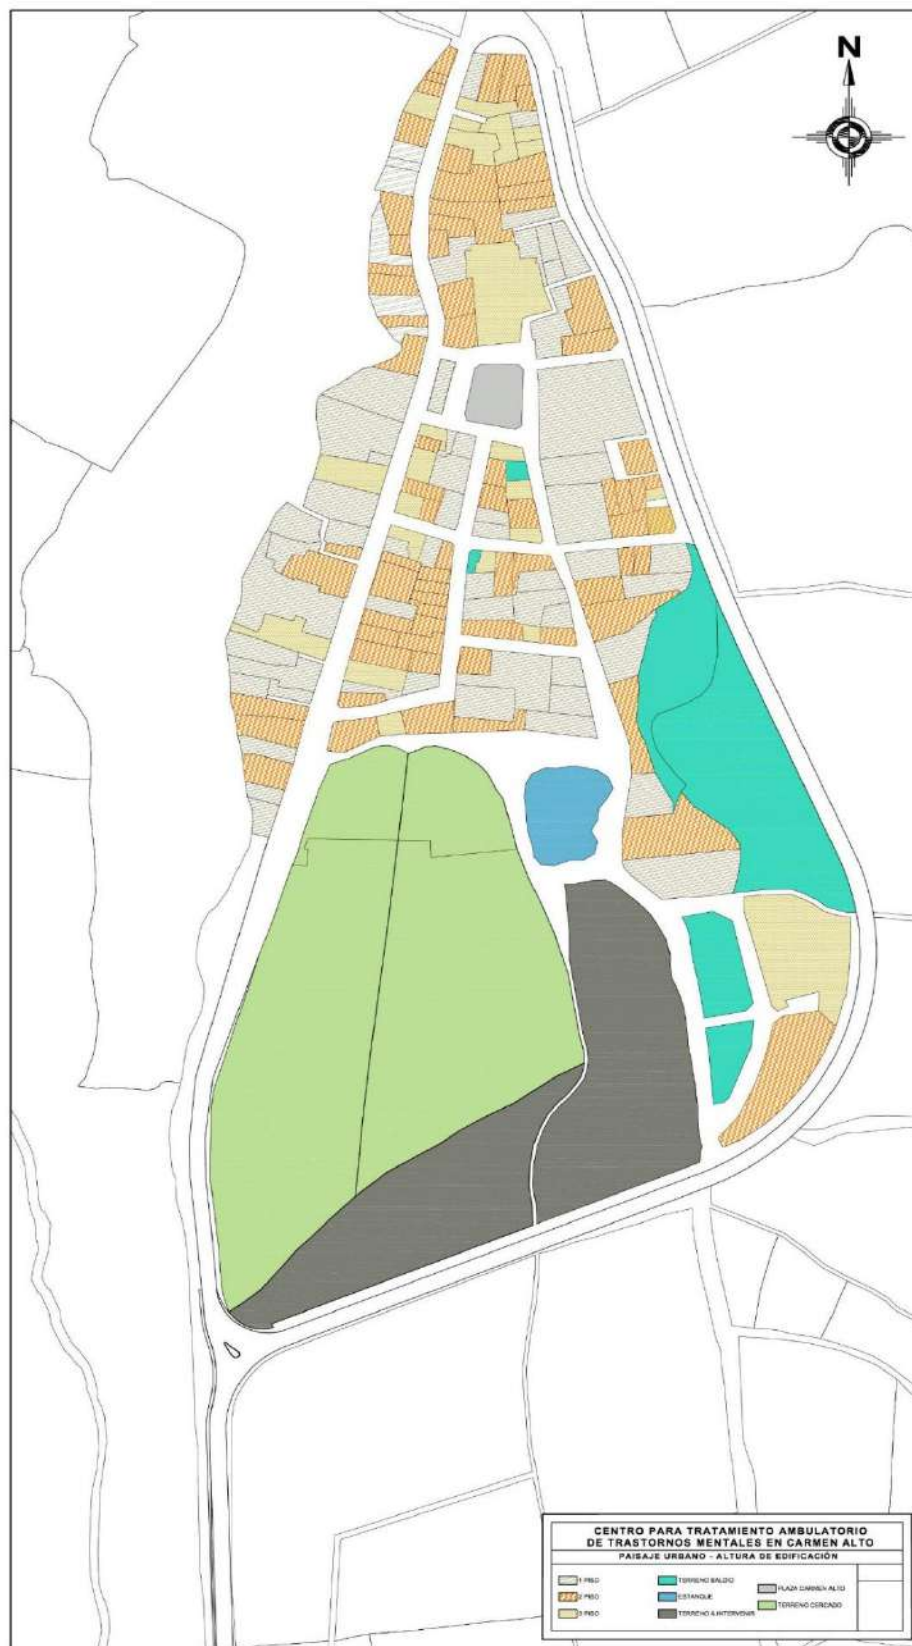 N
CENTRO PARA TRATAMIENTO AMBULATORIO
DE TRASTORNOS MENTALES EN CARMEN ALTO
PAISAJE URBANO - ALTURA DE EDIFICACIÓN
1 PISO
2 PISO
3 PISO
TERRENO BALDIO
ESTANQUE
TERRENO A INTERVENIR
PLAZA CARMEN ALTO
TERRENO CERCADO